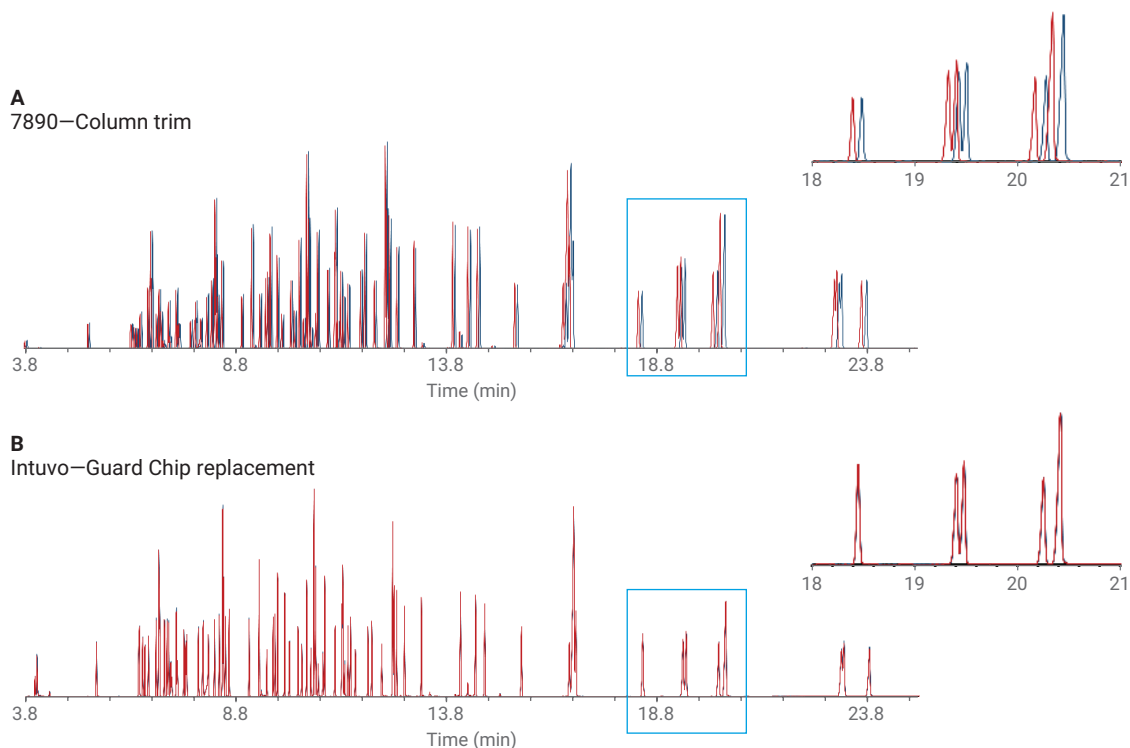 A
7890—Column trim
18 19 20 21
3.8 8.8 13.8 18.8 23.8
Time (min)
B
Intuvo—Guard Chip replacement
18 19 20 21
3.8 8.8 13.8 18.8 23.8
Time (min)